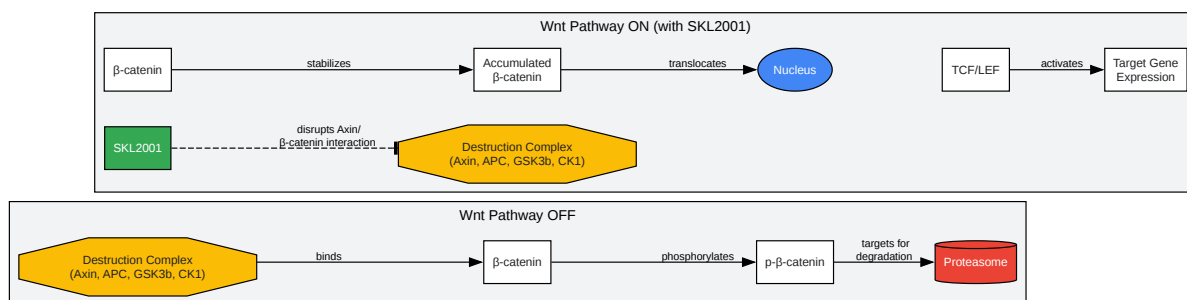 Wnt Pathway ON (with SKL2001)
β-catenin
stabilizes
Accumulated
β-catenin
translocates
Nucleus
TCF/LEF
activates
Target Gene
Expression
SKL2001
disrupts Axin/
β-catenin interaction
Destruction Complex
(Axin, APC, GSK3b, CK1)
Wnt Pathway OFF
Destruction Complex
(Axin, APC, GSK3b, CK1)
binds
β-catenin
phosphorylates
p-β-catenin
targets for
degradation
Proteasome